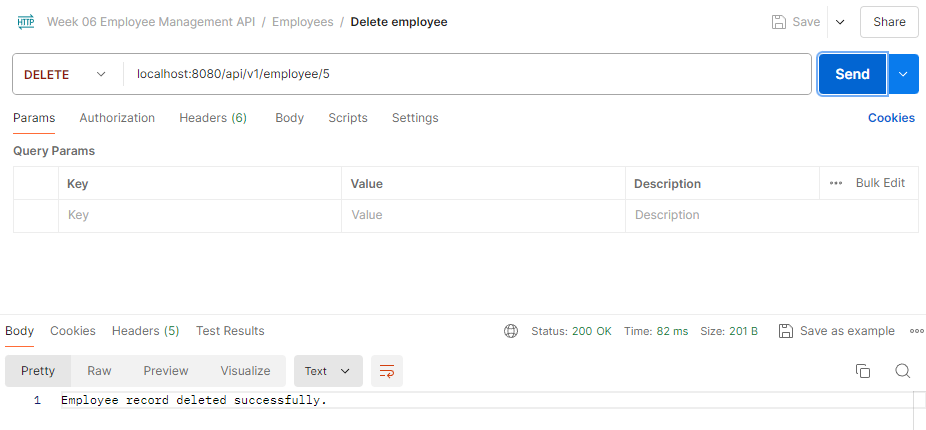 HTTP Week 06 Employee Management API / Employees / Delete employee Save Share
DELETE localhost:8080/api/v1/employee/5 Send
Params Authorization Headers (6) Body Scripts Settings Cookies
Query Params
Key Value Description Bulk Edit
Key Value Description
Body Cookies Headers (5) Test Results Status: 200 OK Time: 82 ms Size: 201 B Save as example
Pretty Raw Preview Visualize Text
1 Employee record deleted successfully.